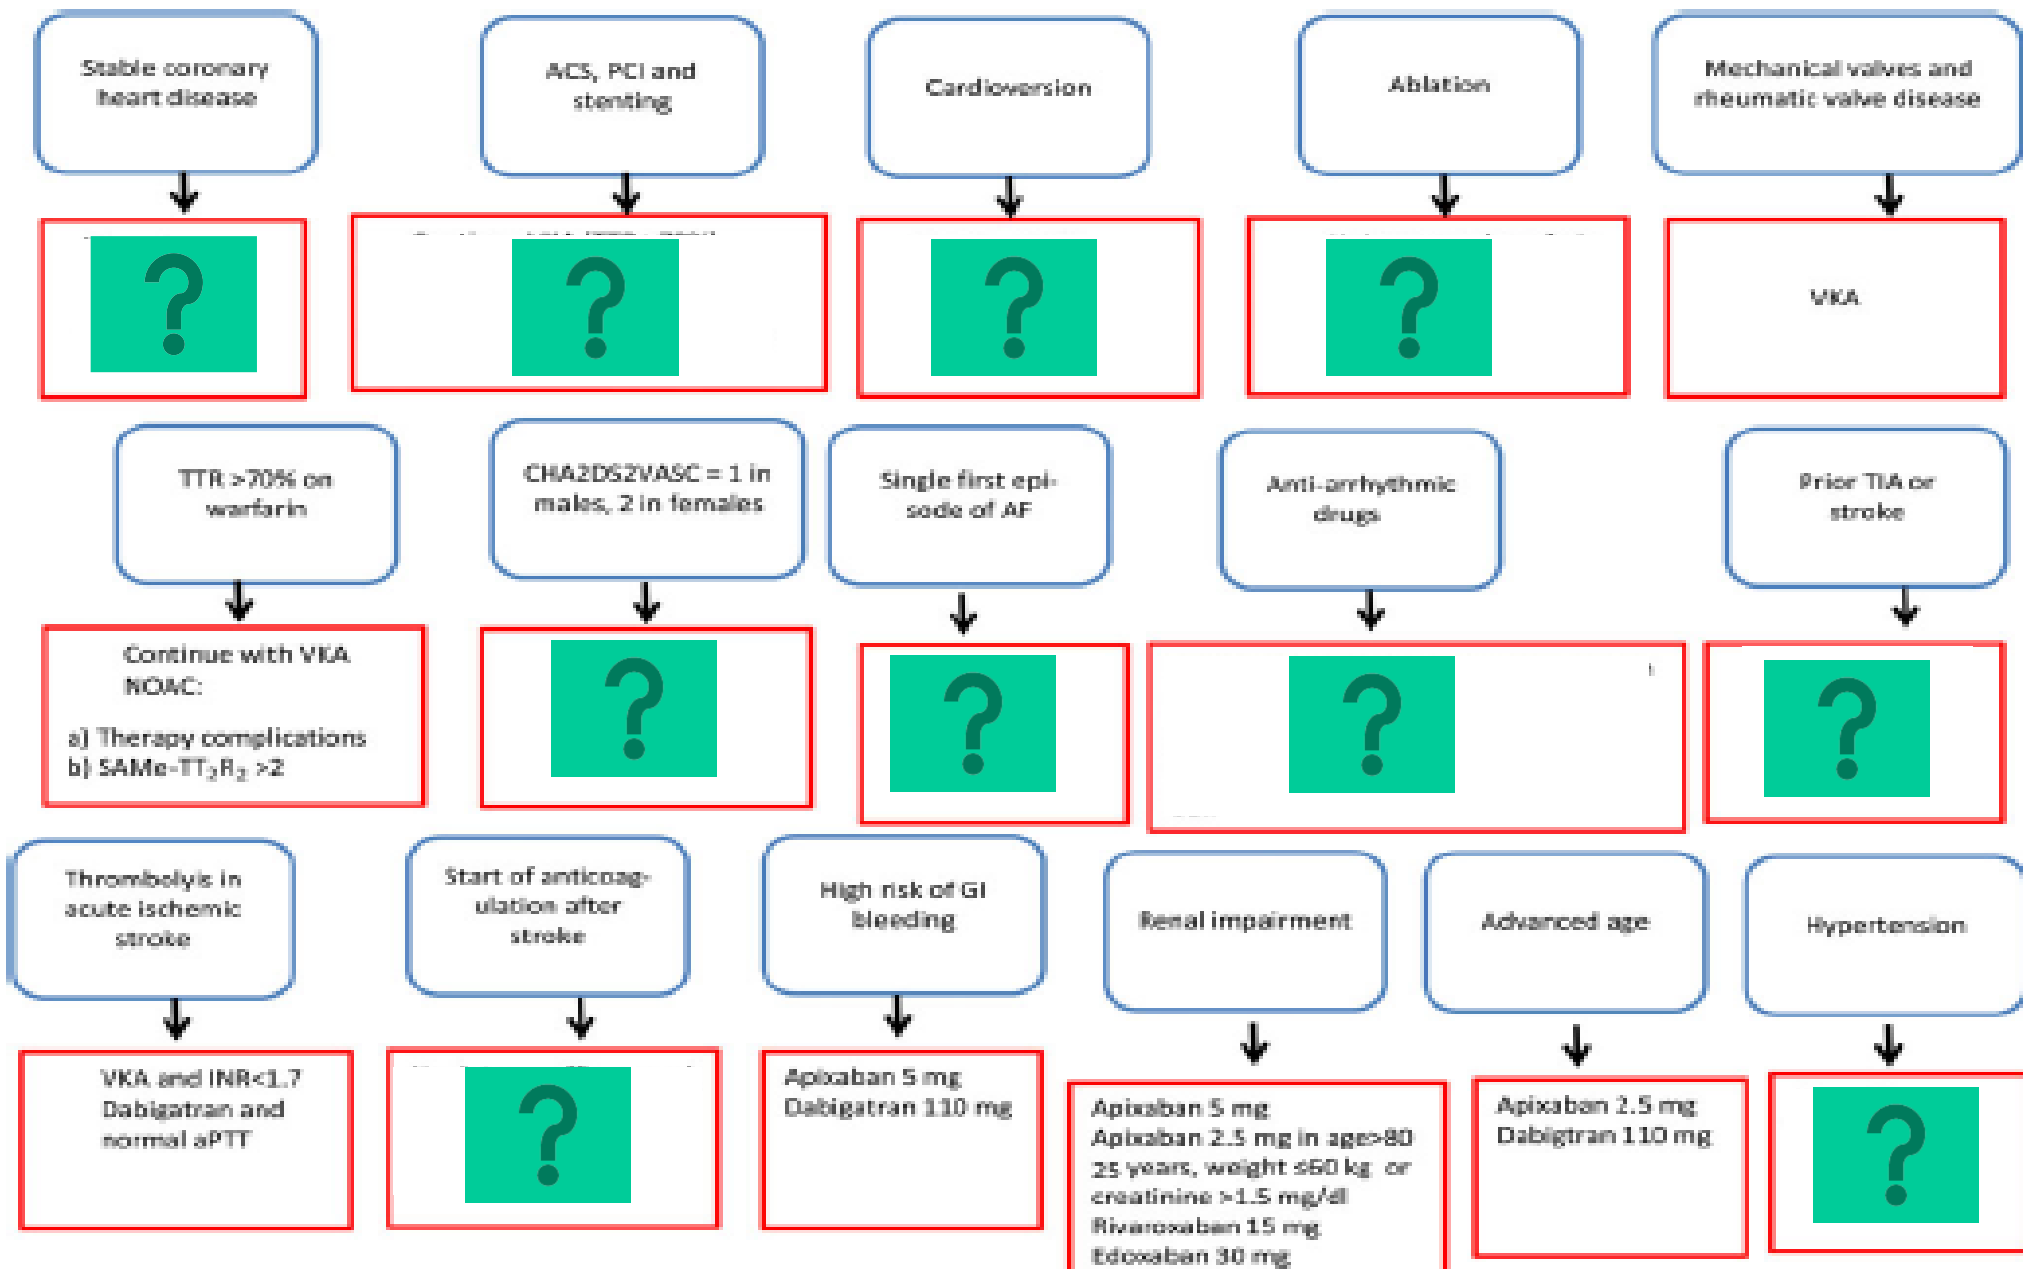 Stable coronary
heart disease
ACS, PCI and
stenting
Cardioversion
Ablation
Mechanical valves and
rheumatic valve disease
VKA
TTR >70% on
warfarin
CHA2DS2VASC = 1 in
males, 2 in females
Single first epi-
sode of AF
Anti-arrhythmic
drugs
Prior TIA or
stroke
Continue with VKA
NOAC:
a) Therapy complications
b) SAMe-TT₂R₂ >2
Thrombolyis in
acute ischemic
stroke
Start of anticoag-
ulation after
stroke
High risk of GI
bleeding
Renal impairment
Advanced age
Hypertension
VKA and INR<1.7
Dabigatran and
normal aPTT
Apixaban 5 mg
Dabigatran 110 mg
Apixaban 5 mg
Apixaban 2.5 mg in age>80
25 years, weight ≤60 kg or
creatinine >1.5 mg/dl
Rivaroxaban 15 mg
Edoxaban 30 mg
Apixaban 2.5 mg
Dabigtran 110 mg